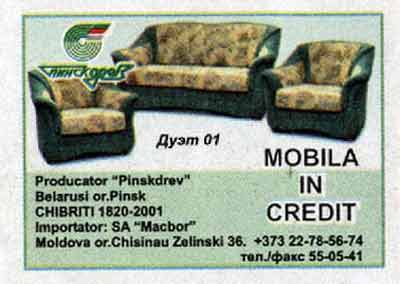 ПИНСКДРЕВ
Дуэт 01
MOBILA
IN
CREDIT
Producator "Pinskdrev"
Belarusi or.Pinsk
CHIBRITI 1820-2001
Importator: SA "Macbor"
Moldova or.Chisinau Zelinski 36. +373 22-78-56-74
тел./факс 55-05-41